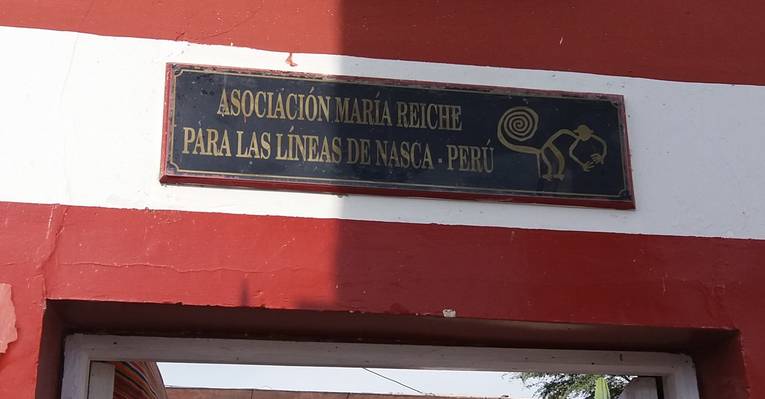 ASOCIACIÓN MARÍA REICHE
PARA LAS LÍNEAS DE NASCA - PERÚ